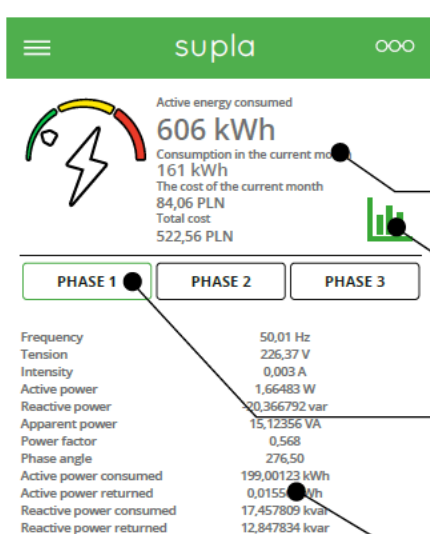 supla
Active energy consumed
606 kWh
Consumption in the current
161 kWh
The cost of the current month
84,06 PLN
Total cost
522,56 PLN
PHASE 1 PHASE 2 PHASE 3
Frequency 50,01 Hz
Tension 226,37 V
Intensity 0,003 A
Active power 1,66483 W
Reactive power -20,366792 var
Apparent power 15,12356 VA
Power factor 0,568
Phase angle 276,50
Active power consumed 199,00123 kWh
Active power returned
Reactive power consumed 17,457809 kvar
Reactive power returned 12,847834 kvar